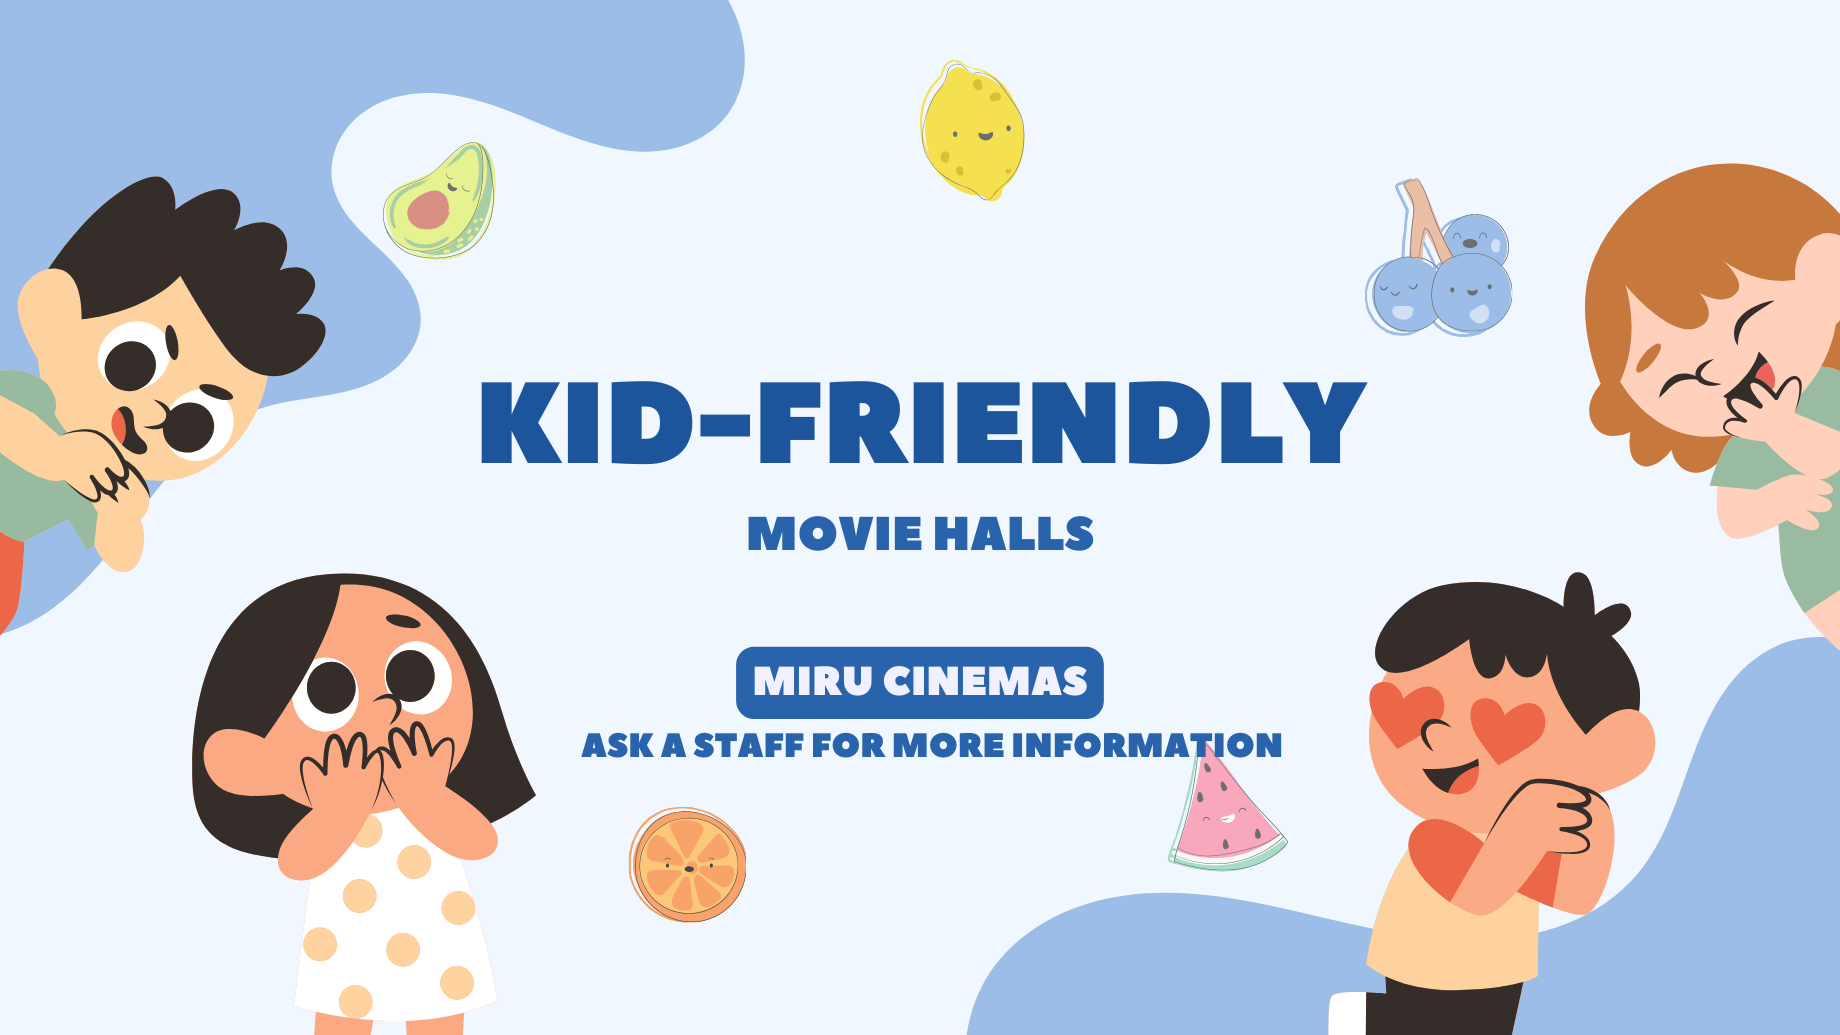 KID-FRIENDLY
MOVIE HALLS
MIRU CINEMAS
ASK A STAFF FOR MORE INFORMATION